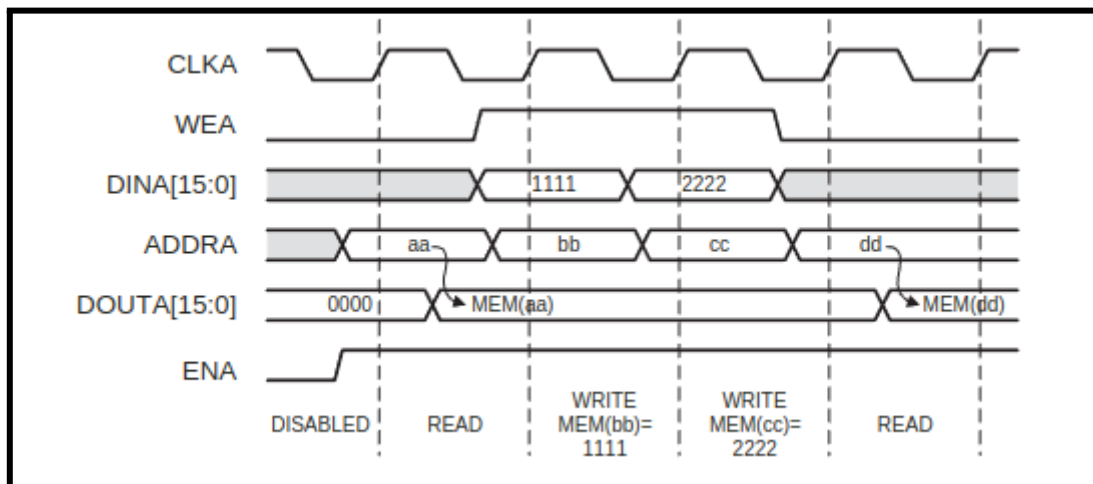 CLKA
WEA
DINA[15:0] 1111 2222
ADDRA aa bb cc dd
DOUTA[15:0] 0000 MEM(aa) MEM(dd)
ENA
DISABLED READ WRITE MEM(bb)= 1111 WRITE MEM(cc)= 2222 READ